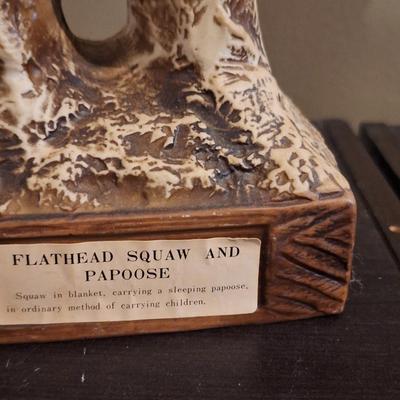 FLATHEAD SQUAW AND
PAPOOSE
Squaw in blanket, carrying a sleeping papoose,
in ordinary method of carrying children.